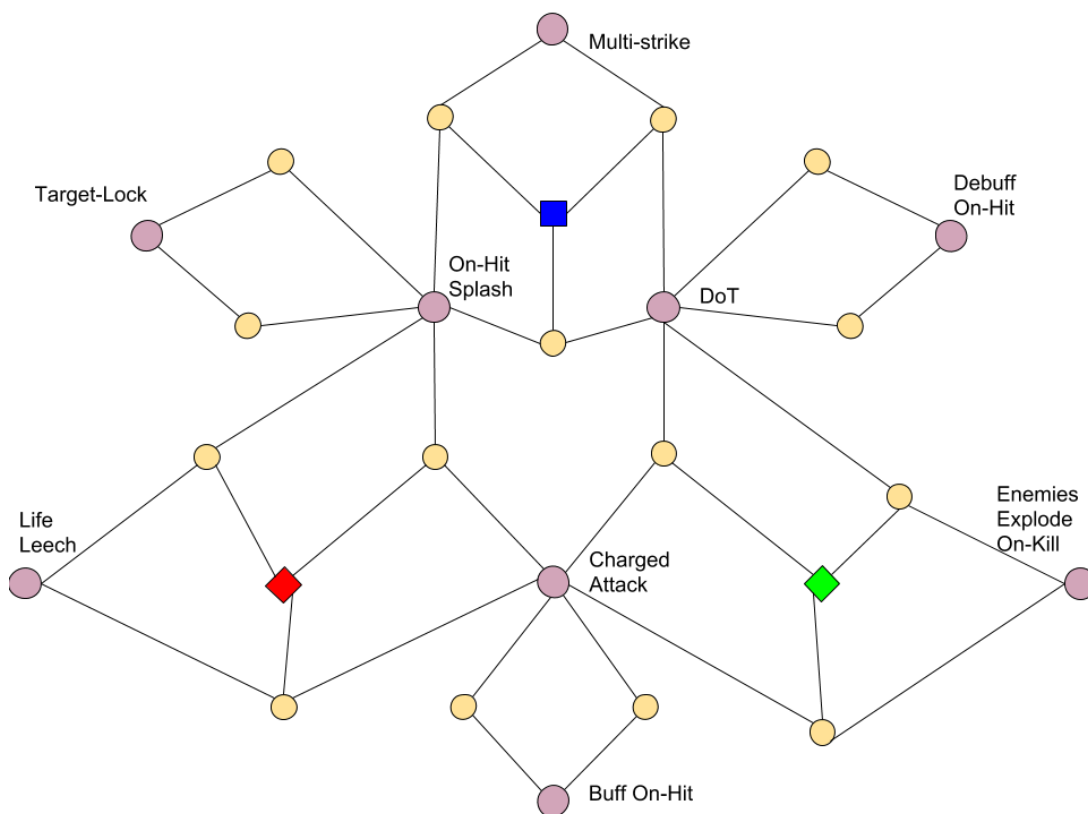 Multi-strike
Target-Lock
Debuff
On-Hit
On-Hit
Splash
DoT
Life
Leech
Enemies
Explode
On-Kill
Charged
Attack
Buff On-Hit